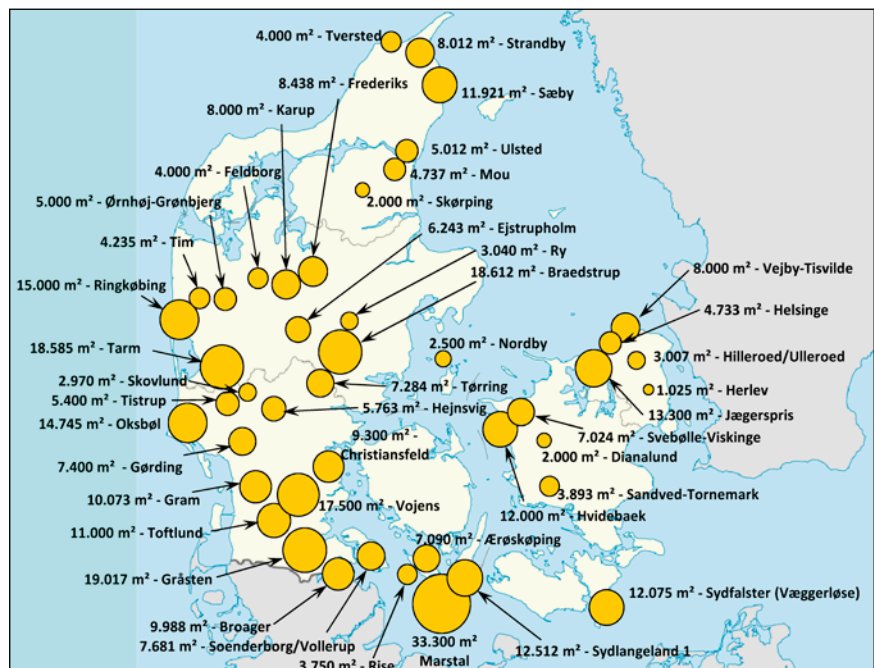 4.000 m² - Tversted
8.012 m² - Strandby
8.438 m² - Frederiks
11.921 m² - Sæby
8.000 m² - Karup
5.012 m² - Ulsted
4.000 m² - Feldborg
4.737 m² - Mou
5.000 m² - Ørnhøj-Grønbjerg
2.000 m² - Skørping
6.243 m² - Ejstrupholm
4.235 m² - Tim
3.040 m² - Ry
18.612 m² - Braedstrup
8.000 m² - Vejby-Tisvilde
15.000 m² - Ringkøbing
4.733 m² - Helsinge
2.500 m² - Nordby
18.585 m² - Tarm
3.007 m² - Hilleroed/Ulleroed
2.970 m² - Skovlund
7.284 m² - Tørring
1.025 m² - Herlev
5.400 m² - Tistrup
5.763 m² - Hejnsvig
13.300 m² - Jægerspris
14.745 m² - Oksbøl
9.300 m² -
Christiansfeld
7.024 m² - Svebølle-Viskinge
2.000 m² - Dianalund
7.400 m² - Gørding
10.073 m² - Gram
3.893 m² - Sandved-Tornemark
17.500 m² - Vojens
12.000 m² - Hvidebaek
11.000 m² - Toftlund
7.090 m² - Ærøskøping
19.017 m² - Gråsten
12.075 m² - Sydfalster (Væggerløse)
9.988 m² - Broager
7.681 m² - Soenderborg/Vollerup
33.300 m²
Marstal
12.512 m² - Sydlangeland 1
3.750 m² - Rise